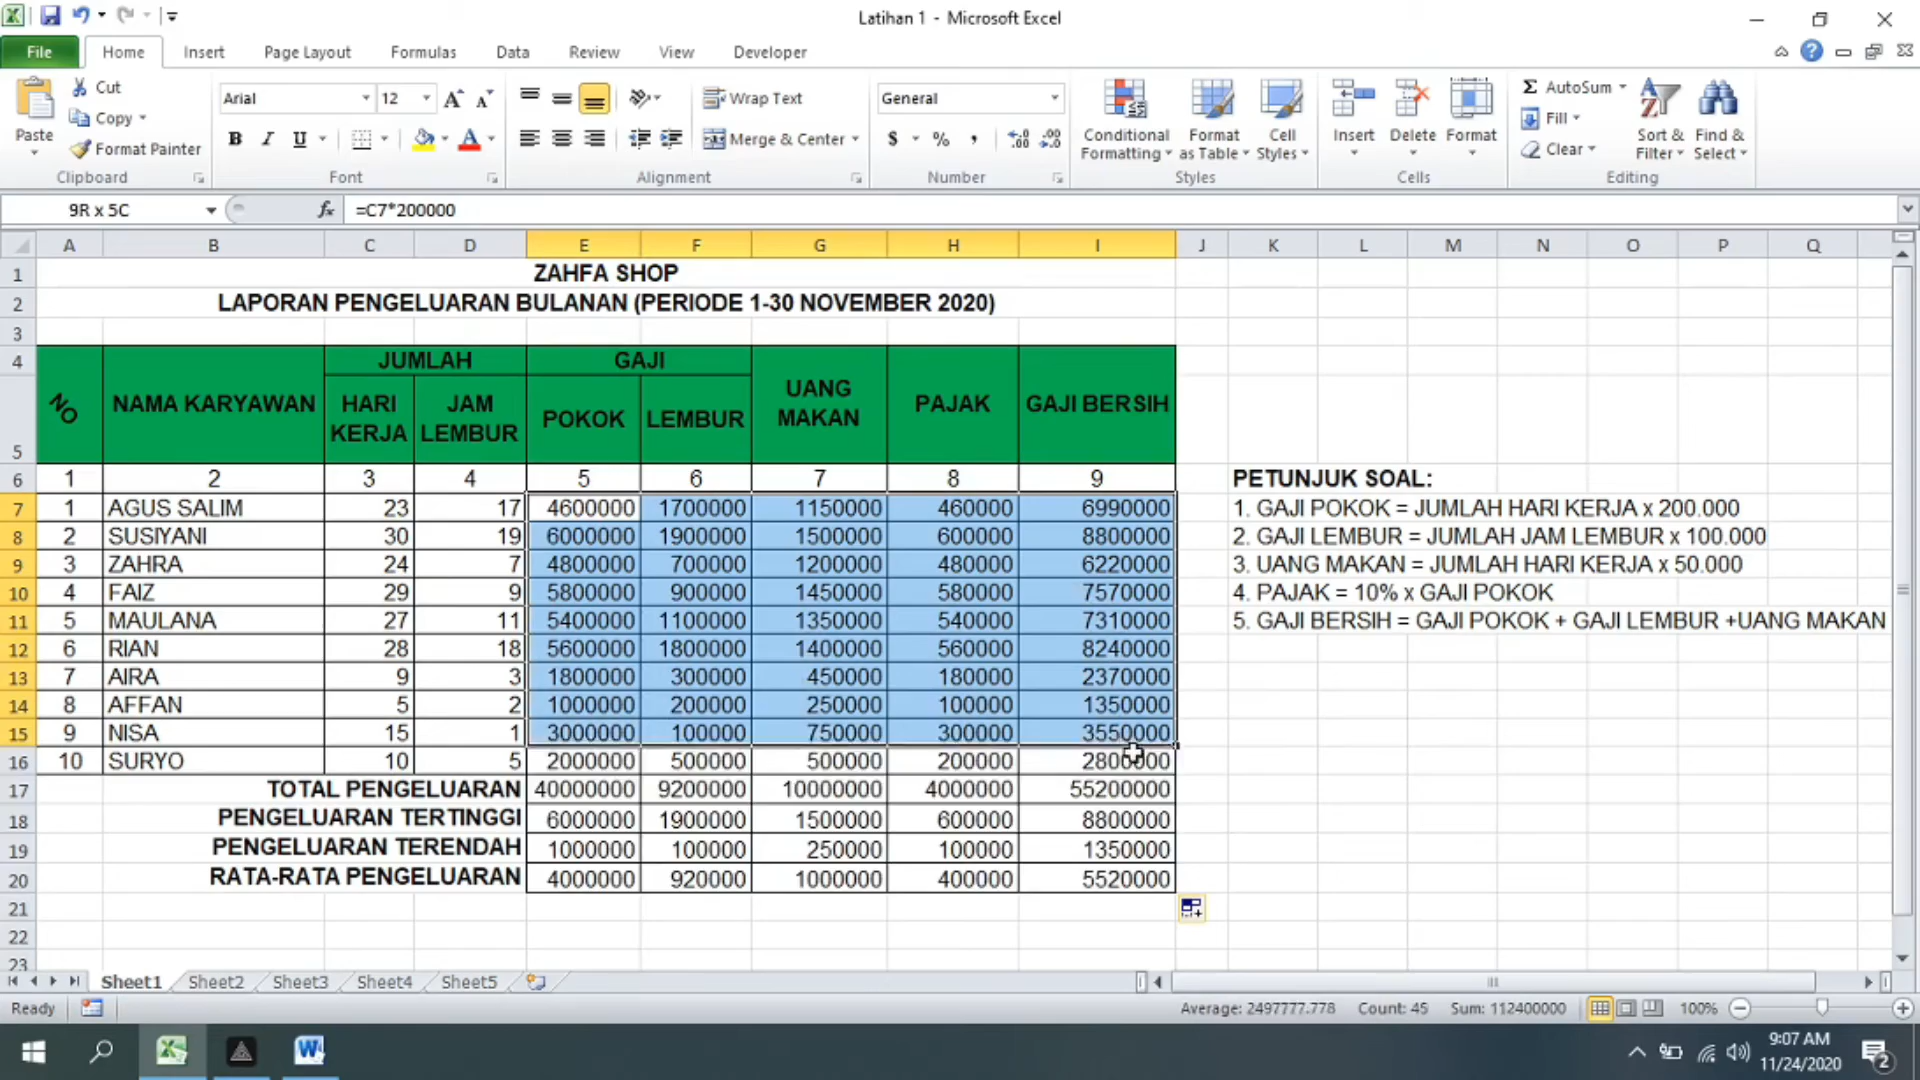 Latihan 1 - Microsoft Excel
File Home Insert Page Layout Formulas Data Review View Developer
Paste Cut Copy Format Painter Clipboard
Arial 12 A A B I U A Font
Wrap Text Merge & Center Alignment
General $ % , .0 .00 .00 .0 Number
Conditional Formatting Format as Table Cell Styles Styles
Insert Delete Format Cells
Σ AutoSum Fill Clear Sort & Filter Find & Select Editing
9R x 5C fx =C7*200000
A B C D E F G H I J K L M N O P Q
1 ZAHFA SHOP
2 LAPORAN PENGELUARAN BULANAN (PERIODE 1-30 NOVEMBER 2020)
3
4 NO NAMA KARYAWAN JUMLAH GAJI UANG MAKAN PAJAK GAJI BERSIH
5 HARI KERJA JAM LEMBUR POKOK LEMBUR
6 1 2 3 4 5 6 7 8 9 PETUNJUK SOAL:
7 1 AGUS SALIM 23 17 4600000 1700000 1150000 460000 6990000 1. GAJI POKOK = JUMLAH HARI KERJA x 200.000
8 2 SUSIYANI 30 19 6000000 1900000 1500000 600000 8800000 2. GAJI LEMBUR = JUMLAH JAM LEMBUR x 100.000
9 3 ZAHRA 24 7 4800000 700000 1200000 480000 6220000 3. UANG MAKAN = JUMLAH HARI KERJA x 50.000
10 4 FAIZ 29 9 5800000 900000 1450000 580000 7570000 4. PAJAK = 10% x GAJI POKOK
11 5 MAULANA 27 11 5400000 1100000 1350000 540000 7310000 5. GAJI BERSIH = GAJI POKOK + GAJI LEMBUR +UANG MAKAN
12 6 RIAN 28 18 5600000 1800000 1400000 560000 8240000
13 7 AIRA 9 3 1800000 300000 450000 180000 2370000
14 8 AFFAN 5 2 1000000 200000 250000 100000 1350000
15 9 NISA 15 1 3000000 100000 750000 300000 3550000
16 10 SURYO 10 5 2000000 500000 500000 200000 2800000
17 TOTAL PENGELUARAN 40000000 9200000 10000000 4000000 55200000
18 PENGELUARAN TERTINGGI 6000000 1900000 1500000 600000 8800000
19 PENGELUARAN TERENDAH 1000000 100000 250000 100000 1350000
20 RATA-RATA PENGELUARAN 4000000 920000 1000000 400000 5520000
21
22
23
Sheet1 Sheet2 Sheet3 Sheet4 Sheet5
Ready Average: 2497777.778 Count: 45 Sum: 112400000 100%
9:07 AM
11/24/2020 2